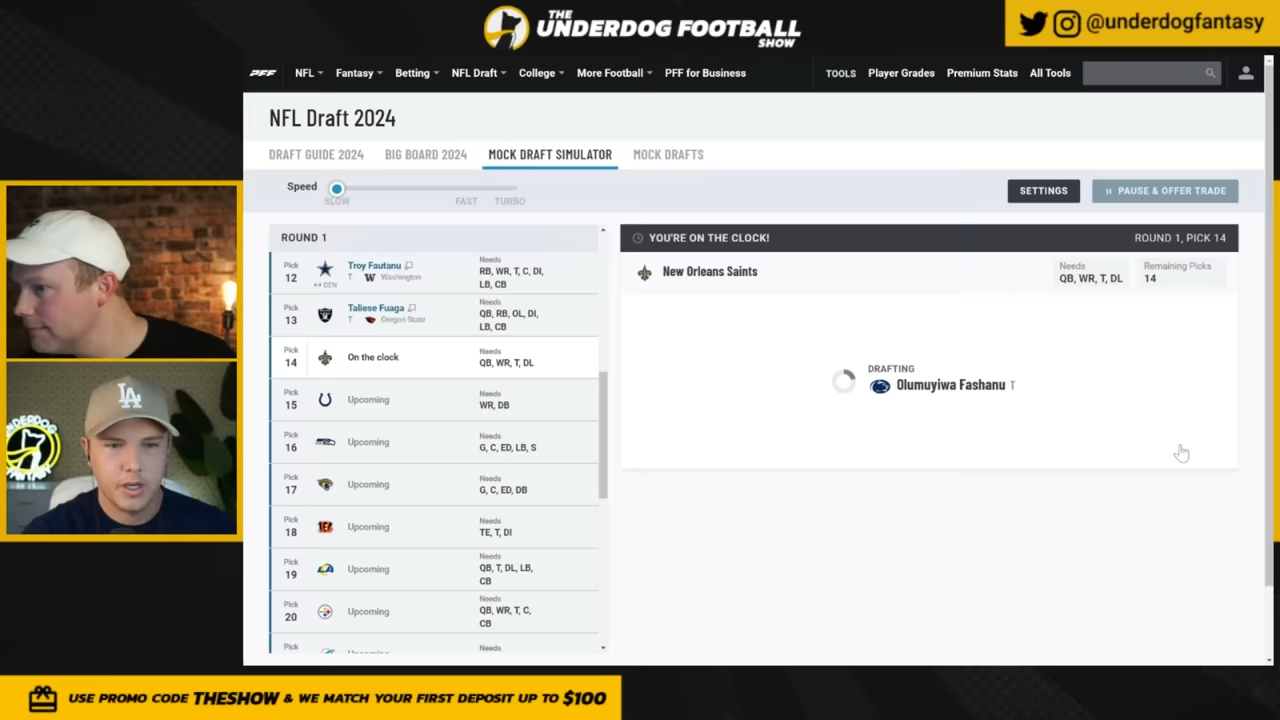 THE
UNDERDOG FOOTBALL
SHOW
@underdogfantasy
PFF
NFL
Fantasy
Betting
NFL Draft
College
More Football
PFF for Business
TOOLS
Player Grades
Premium Stats
All Tools
NFL Draft 2024
DRAFT GUIDE 2024
BIG BOARD 2024
MOCK DRAFT SIMULATOR
MOCK DRAFTS
Speed
SLOW
FAST
TURBO
SETTINGS
PAUSE & OFFER TRADE
ROUND 1
Pick
12
DEN
Troy Fautanu
T W Washington
Needs
RB, WR, T, C, DI,
LB, CB
Pick
13
Taliese Fuaga
T Oregon State
Needs
QB, RB, OL, DI,
LB, CB
Pick
14
On the clock
Needs
QB, WR, T, DL
Pick
15
Upcoming
Needs
WR, DB
Pick
16
Upcoming
Needs
G, C, ED, LB, S
Pick
17
Upcoming
Needs
G, C, ED, DB
Pick
18
Upcoming
Needs
TE, T, DI
Pick
19
Upcoming
Needs
QB, T, DL, LB,
CB
Pick
20
Upcoming
Needs
QB, WR, T, C,
CB
Pick
Upcoming
Needs
YOU'RE ON THE CLOCK!
ROUND 1, PICK 14
New Orleans Saints
Needs
QB, WR, T, DL
Remaining Picks
14
DRAFTING
Olumuyiwa Fashanu T
LA
UNDERDOG
FANTASY
USE PROMO CODE THESHOW & WE MATCH YOUR FIRST DEPOSIT UP TO $100